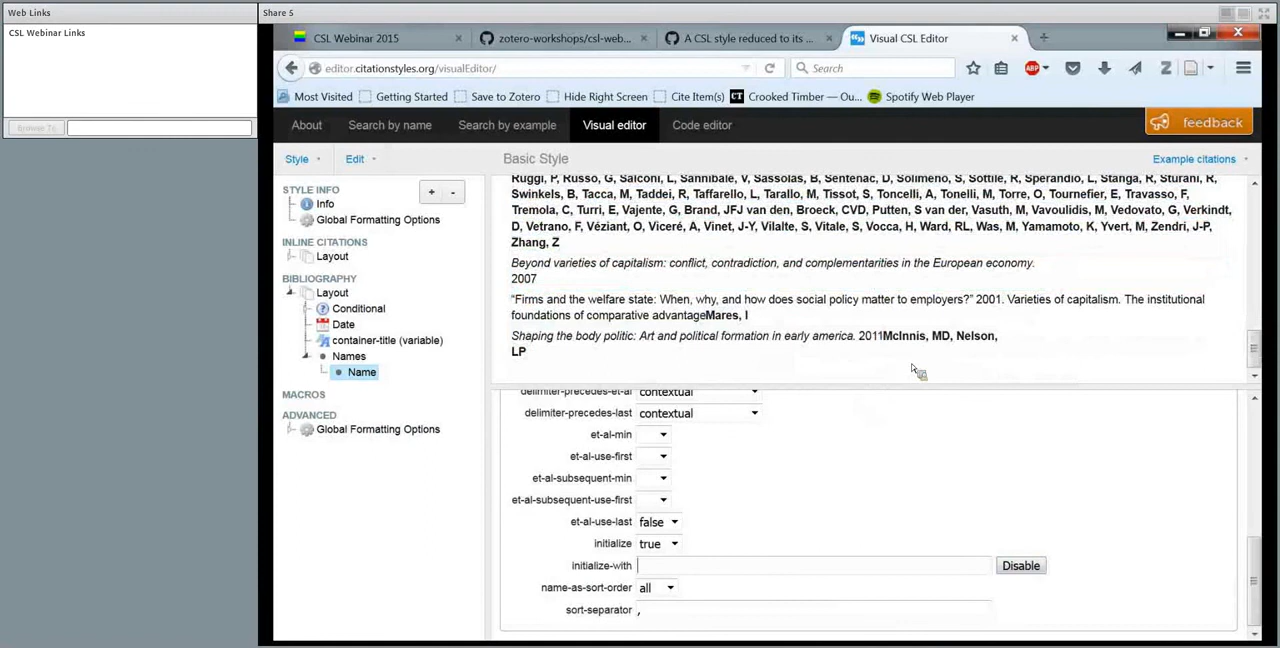 Web Links
Share 5
CSL Webinar Links
Browse To
CSL Webinar 2015
zotero-workshops/csl-web...
A CSL style reduced to its ...
Visual CSL Editor
editor.citationstyles.org/visualEditor/
Search
ABP
Most Visited
Getting Started
Save to Zotero
Hide Right Screen
Cite Item(s)
CT
Crooked Timber — Ou...
Spotify Web Player
About
Search by name
Search by example
Visual editor
Code editor
feedback
Style
Edit
Basic Style
Example citations
STYLE INFO
+
-
Info
Global Formatting Options
INLINE CITATIONS
Layout
BIBLIOGRAPHY
Layout
Conditional
Date
container-title (variable)
Names
Name
MACROS
ADVANCED
Global Formatting Options
Ruggi, P, Russo, G, Salconi, L, Sannibale, V, Sassolas, B, Sentenac, D, Solimeno, S, Sottile, R, Sperandio, L, Stanga, R, Sturani, R,
Swinkels, B, Tacca, M, Taddei, R, Taffarello, L, Tarallo, M, Tissot, S, Toncelli, A, Tonelli, M, Torre, O, Tournefier, E, Travasso, F,
Tremola, C, Turri, E, Vajente, G, Brand, JFJ van den, Broeck, CVD, Putten, S van der, Vasuth, M, Vavoulidis, M, Vedovato, G, Verkindt,
D, Vetrano, F, Véziant, O, Viceré, A, Vinet, J-Y, Vilalte, S, Vitale, S, Vocca, H, Ward, RL, Was, M, Yamamoto, K, Yvert, M, Zendri, J-P,
Zhang, Z
Beyond varieties of capitalism: conflict, contradiction, and complementarities in the European economy.
2007
“Firms and the welfare state: When, why, and how does social policy matter to employers?” 2001. Varieties of capitalism. The institutional
foundations of comparative advantageMares, I
Shaping the body politic: Art and political formation in early america. 2011McInnis, MD, Nelson,
LP
delimiter-precedes-et-al contextual
delimiter-precedes-last contextual
et-al-min
et-al-use-first
et-al-subsequent-min
et-al-subsequent-use-first
et-al-use-last false
initialize true
initialize-with Disable
name-as-sort-order all
sort-separator ,